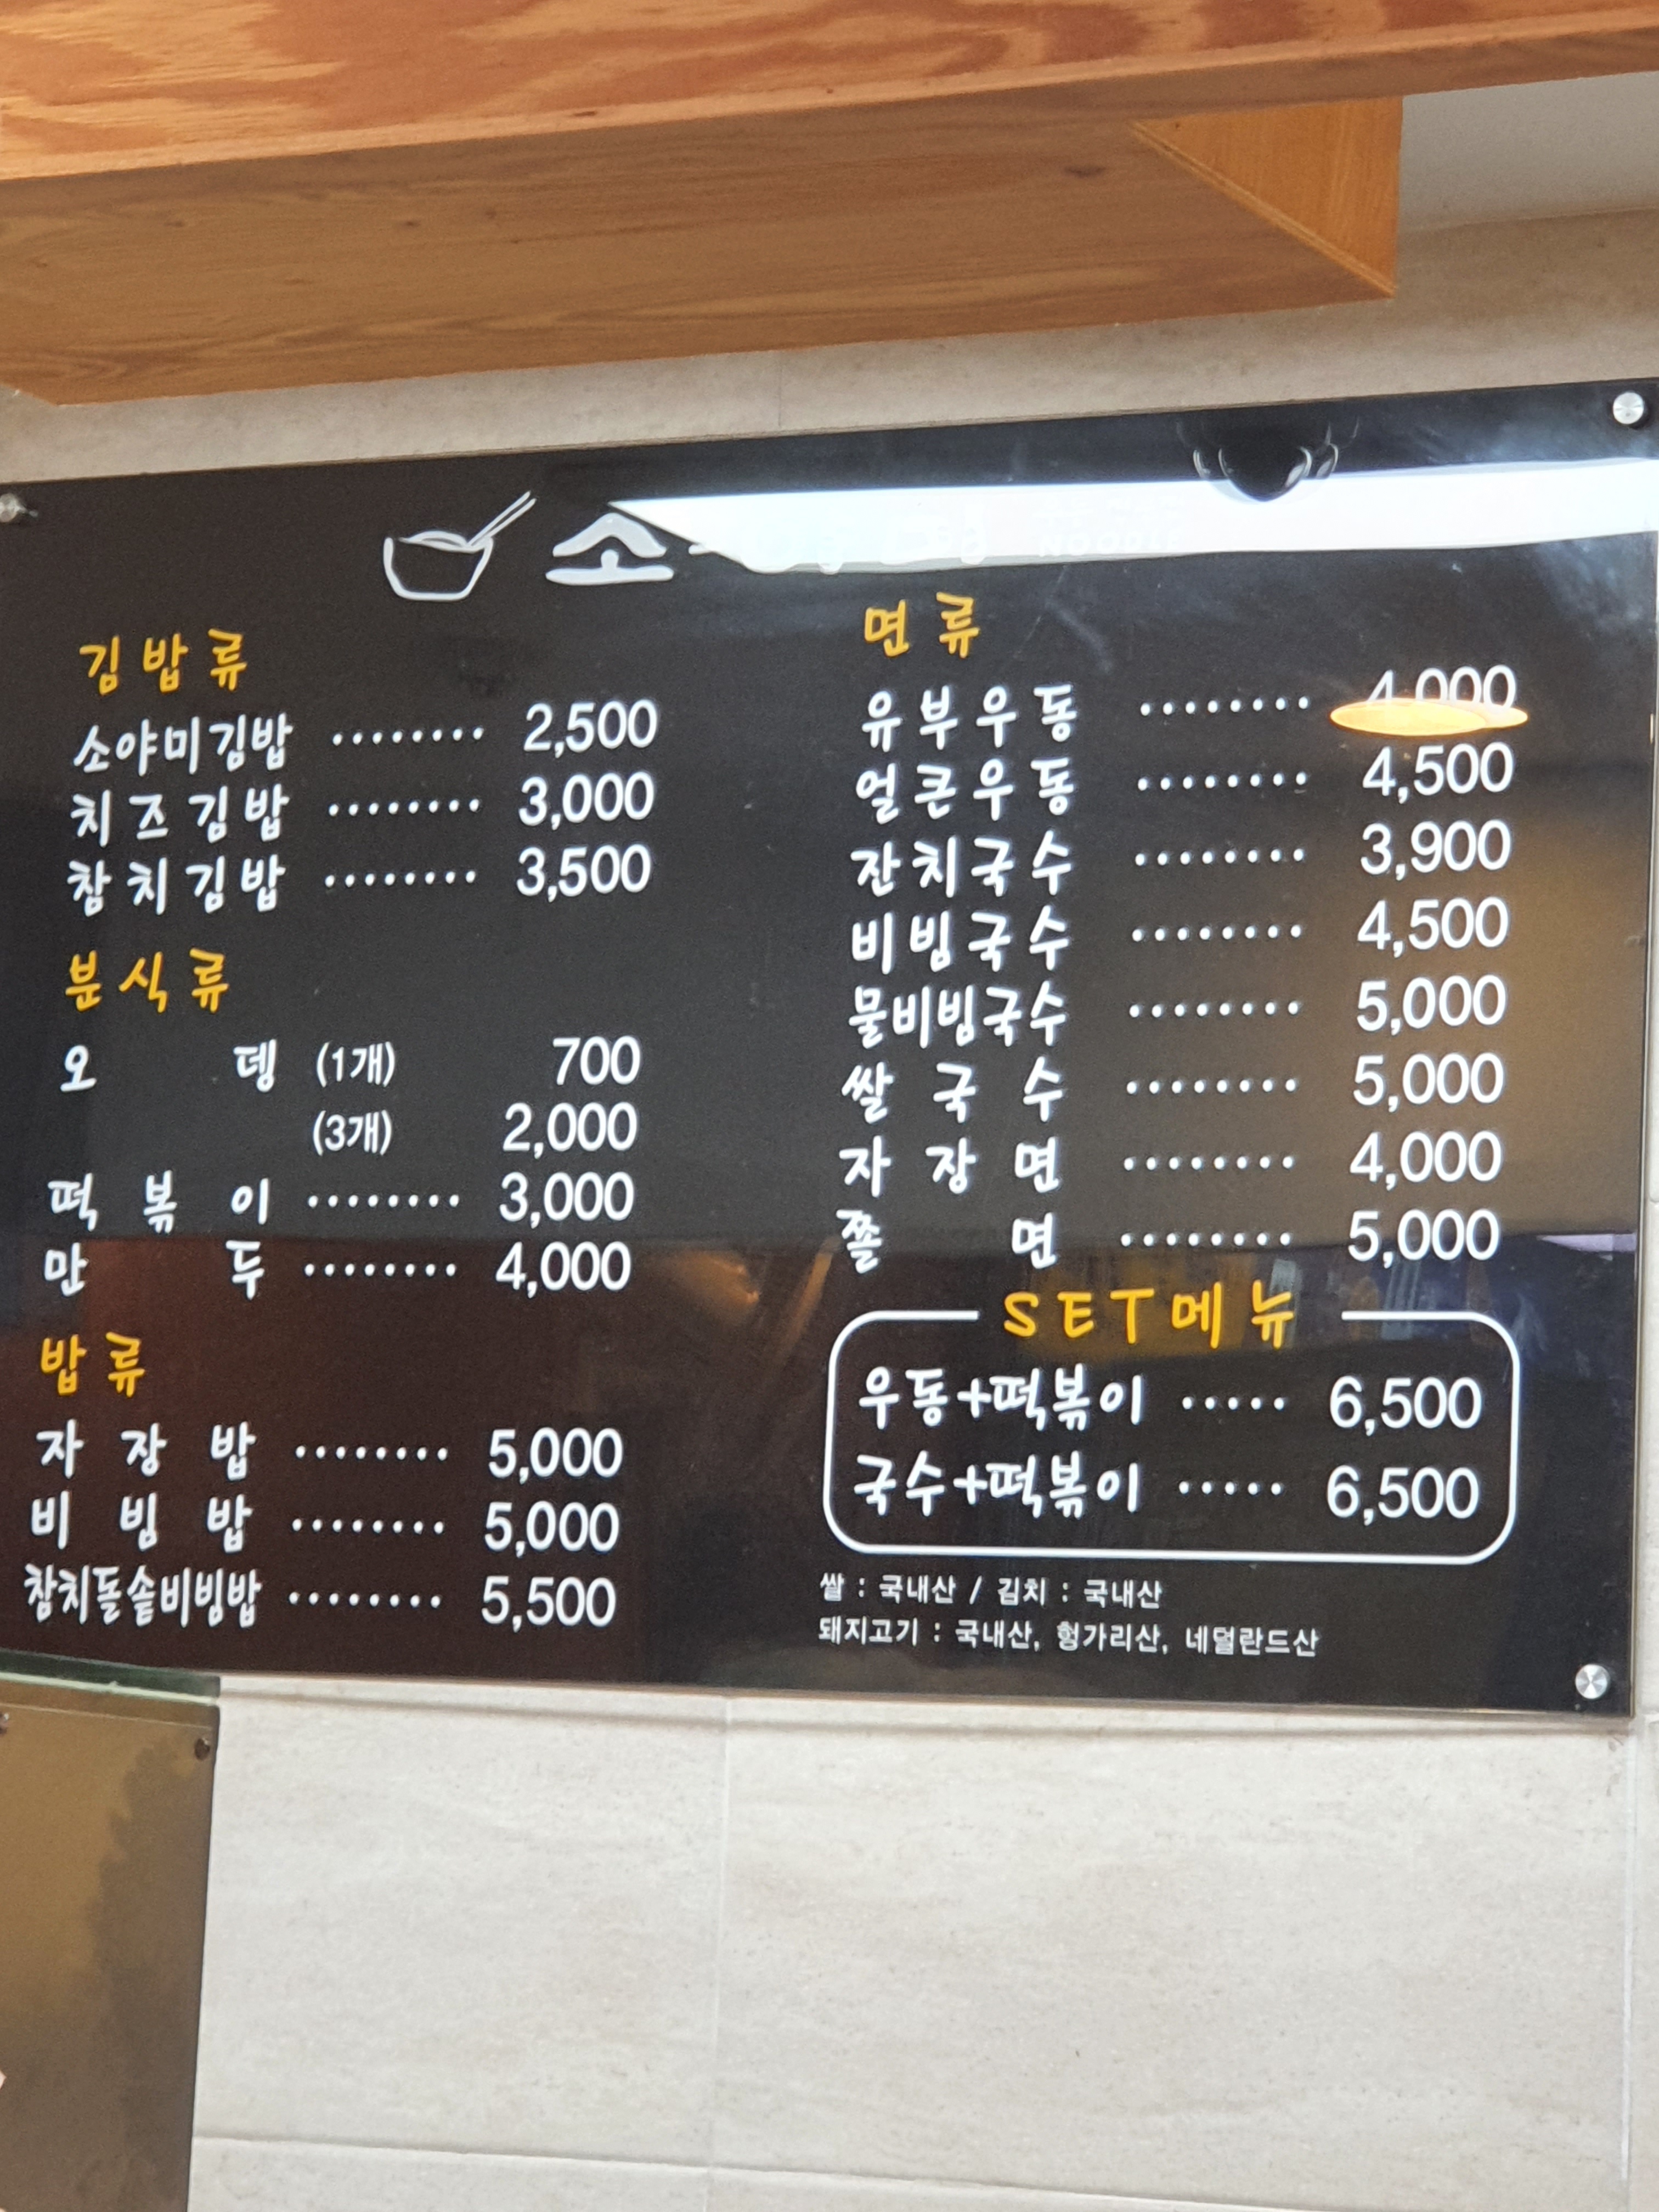 소
김밥류
소야미김밥 ········ 2,500
치즈김밥 ········ 3,000
참치김밥 ········ 3,500
분식류
오뎅 (1개) 700
(3개) 2,000
떡볶이 ········ 3,000
만두 ········ 4,000
밥류
자장밥 ········ 5,000
비빔밥 ········ 5,000
참치돌솥비빔밥 ········ 5,500
면류
유부우동 ········ 4,000
얼큰우동 ········ 4,500
잔치국수 ········ 3,900
비빔국수 ········ 4,500
물비빔국수 ········ 5,000
쌀국수 ········ 5,000
자장면 ········ 4,000
쫄면 ········ 5,000
SET메뉴
우동+떡볶이 ····· 6,500
국수+떡볶이 ····· 6,500
쌀 : 국내산 / 김치 : 국내산
돼지고기 : 국내산, 헝가리산, 네덜란드산